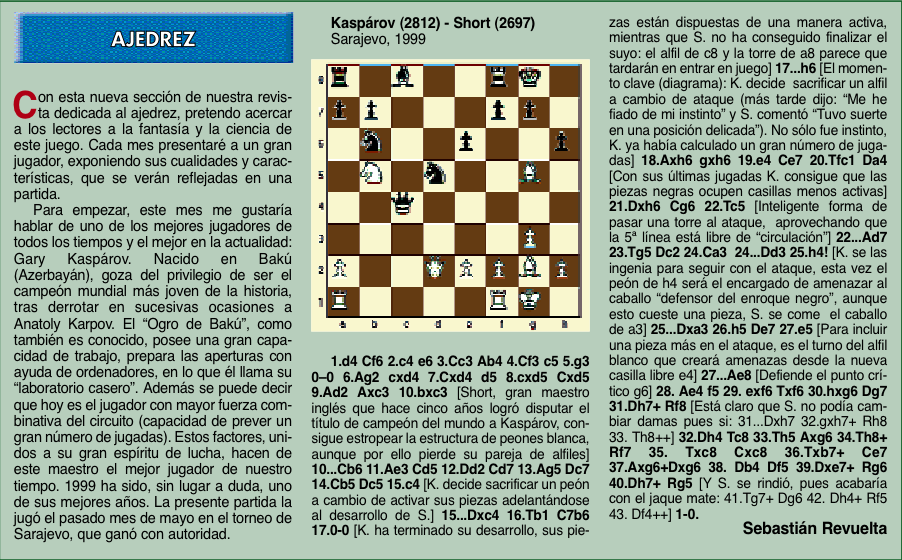 AJEDREZ
Con esta nueva sección de nuestra revis-
ta dedicada al ajedrez, pretendo acercar
a los lectores a la fantasía y la ciencia de
este juego. Cada mes presentaré a un gran
jugador, exponiendo sus cualidades y carac-
terísticas, que se verán reflejadas en una
partida.
Para empezar, este mes me gustaría
hablar de uno de los mejores jugadores de
todos los tiempos y el mejor en la actualidad:
Gary Kaspárov. Nacido en Bakú
(Azerbayán), goza del privilegio de ser el
campeón mundial más joven de la historia,
tras derrotar en sucesivas ocasiones a
Anatoly Karpov. El “Ogro de Bakú”, como
también es conocido, posee una gran capa-
cidad de trabajo, prepara las aperturas con
ayuda de ordenadores, en lo que él llama su
“laboratorio casero”. Además se puede decir
que hoy es el jugador con mayor fuerza com-
binativa del circuito (capacidad de prever un
gran número de jugadas). Estos factores, uni-
dos a su gran espíritu de lucha, hacen de
este maestro el mejor jugador de nuestro
tiempo. 1999 ha sido, sin lugar a duda, uno
de sus mejores años. La presente partida la
jugó el pasado mes de mayo en el torneo de
Sarajevo, que ganó con autoridad.
Kaspárov (2812) - Short (2697)
Sarajevo, 1999
8
7
6
5
4
3
2
1
a b c d e f g h
1.d4 Cf6 2.c4 e6 3.Cc3 Ab4 4.Cf3 c5 5.g3
0–0 6.Ag2 cxd4 7.Cxd4 d5 8.cxd5 Cxd5
9.Ad2 Axc3 10.bxc3 [Short, gran maestro
inglés que hace cinco años logró disputar el
título de campeón del mundo a Kaspárov, con-
sigue estropear la estructura de peones blanca,
aunque por ello pierde su pareja de alfiles]
10...Cb6 11.Ae3 Cd5 12.Dd2 Cd7 13.Ag5 Dc7
14.Cb5 Dc5 15.c4 [K. decide sacrificar un peón
a cambio de activar sus piezas adelantándose
al desarrollo de S.] 15...Dxc4 16.Tb1 C7b6
17.0-0 [K. ha terminado su desarrollo, sus pie-
zas están dispuestas de una manera activa,
mientras que S. no ha conseguido finalizar el
suyo: el alfil de c8 y la torre de a8 parece que
tardarán en entrar en juego] 17...h6 [El momen-
to clave (diagrama): K. decide sacrificar un alfil
a cambio de ataque (más tarde dijo: “Me he
fiado de mi instinto” y S. comentó “Tuvo suerte
en una posición delicada”). No sólo fue instinto,
K. ya había calculado un gran número de juga-
das] 18.Axh6 gxh6 19.e4 Ce7 20.Tfc1 Da4
[Con sus últimas jugadas K. consigue que las
piezas negras ocupen casillas menos activas]
21.Dxh6 Cg6 22.Tc5 [Inteligente forma de
pasar una torre al ataque, aprovechando que
la 5ª línea está libre de “circulación”] 22...Ad7
23.Tg5 Dc2 24.Ca3 24...Dd3 25.h4! [K. se las
ingenia para seguir con el ataque, esta vez el
peón de h4 será el encargado de amenazar al
caballo “defensor del enroque negro”, aunque
esto cueste una pieza, S. se come el caballo
de a3] 25...Dxa3 26.h5 De7 27.e5 [Para incluir
una pieza más en el ataque, es el turno del alfil
blanco que creará amenazas desde la nueva
casilla libre e4] 27...Ae8 [Defiende el punto crí-
tico g6] 28. Ae4 f5 29. exf6 Txf6 30.hxg6 Dg7
31.Dh7+ Rf8 [Está claro que S. no podía cam-
biar damas pues si: 31...Dxh7 32.gxh7+ Rh8
33. Th8++] 32.Dh4 Tc8 33.Th5 Axg6 34.Th8+
Rf7 35. Txc8 Cxc8 36.Txb7+ Ce7
37.Axg6+Dxg6 38. Db4 Df5 39.Dxe7+ Rg6
40.Dh7+ Rg5 [Y S. se rindió, pues acabaría
con el jaque mate: 41.Tg7+ Dg6 42. Dh4+ Rf5
43. Df4++] 1-0.
Sebastián Revuelta